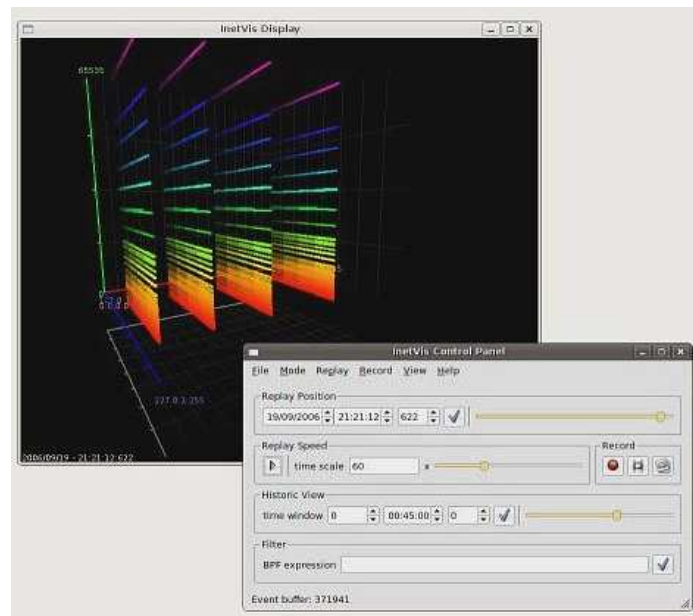 InetVis Display
65535
127.0.1.255
2006/09/19 - 21:21:12:622
InetVis Control Panel
File Mode Replay Record View Help
Replay Position
19/09/2006 21:21:12 622
Replay Speed Record
time scale 60 x
Historic View
time window 0 00:45:00 0
Filter
BPF expression
Event buffer: 371941